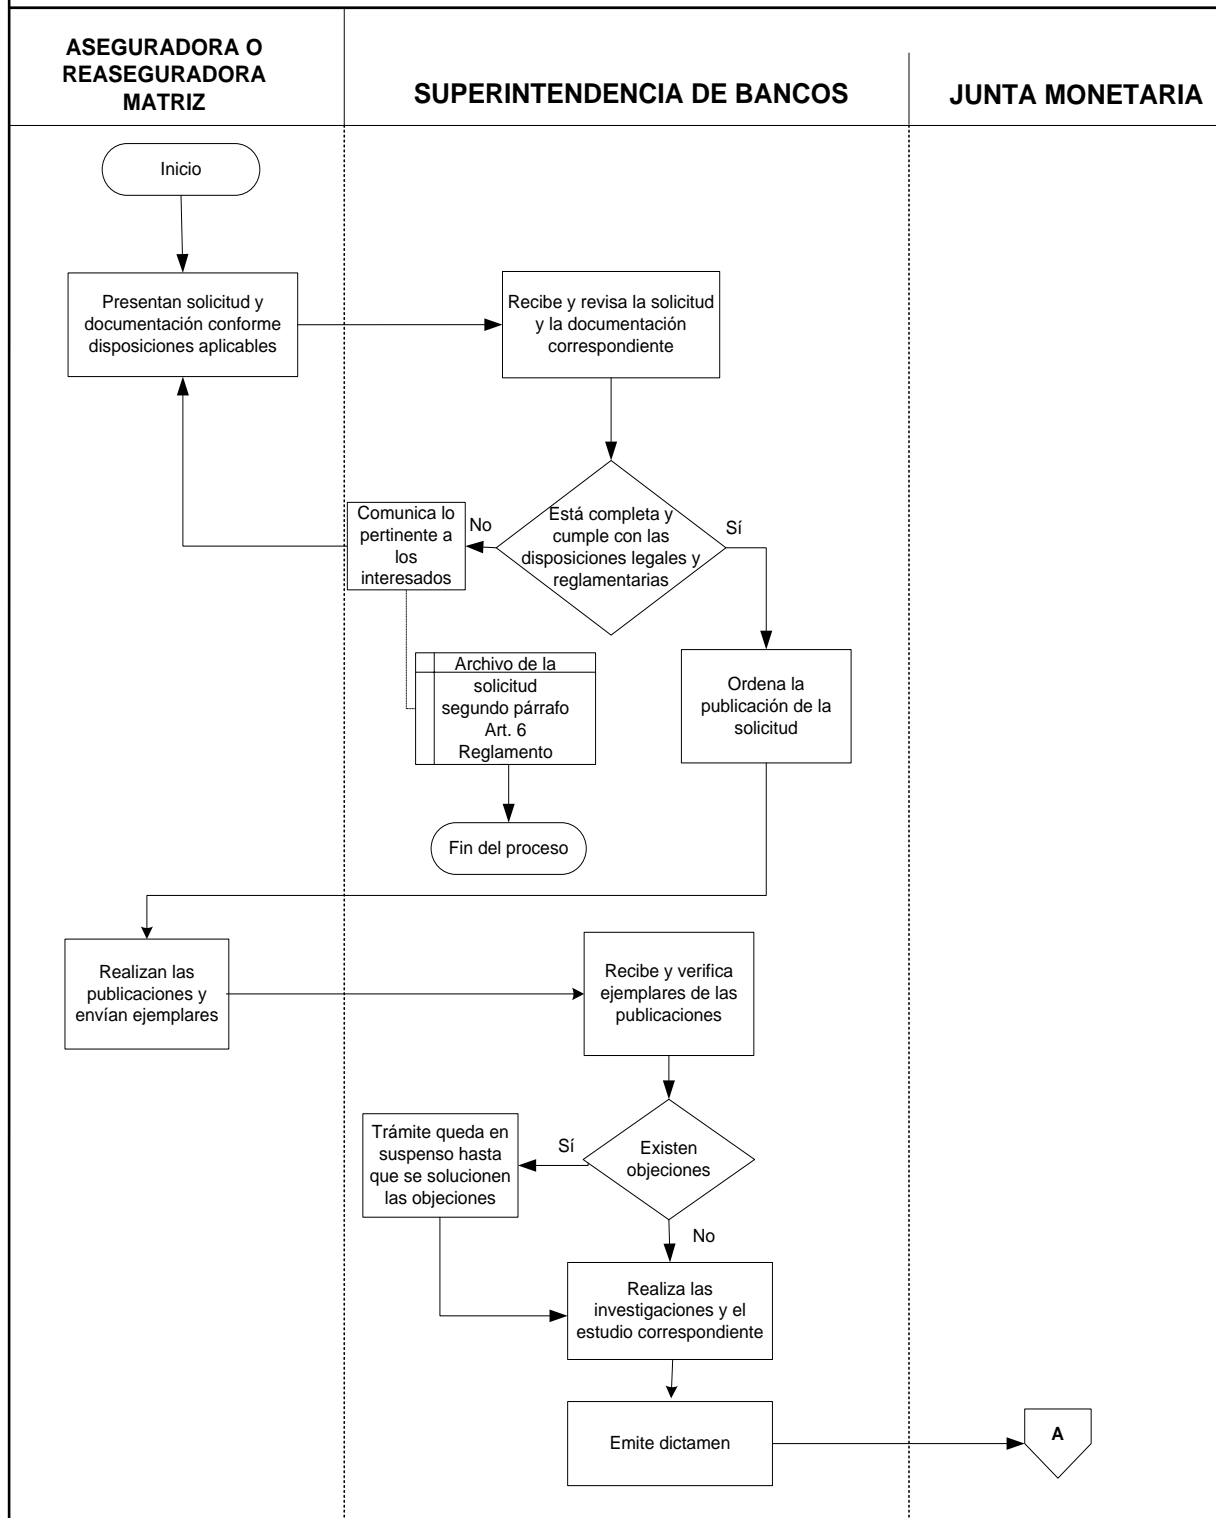 ASEGURADORA O
REASEGURADORA
MATRIZ
SUPERINTENDENCIA DE BANCOS
JUNTA MONETARIA
Inicio
Presentan solicitud y
documentación conforme
disposiciones aplicables
Recibe y revisa la solicitud
y la documentación
correspondiente
Comunica lo
pertinente a
los
interesados
No
Está completa y
cumple con las
disposiciones legales y
reglamentarias
Sí
Archivo de la
solicitud
segundo párrafo
Art. 6
Reglamento
Ordena la
publicación de la
solicitud
Fin del proceso
Realizan las
publicaciones y
envían ejemplares
Recibe y verifica
ejemplares de las
publicaciones
Trámite queda en
suspenso hasta
que se solucionen
las objeciones
Sí
Existen
objeciones
No
Realiza las
investigaciones y el
estudio correspondiente
Emite dictamen
A